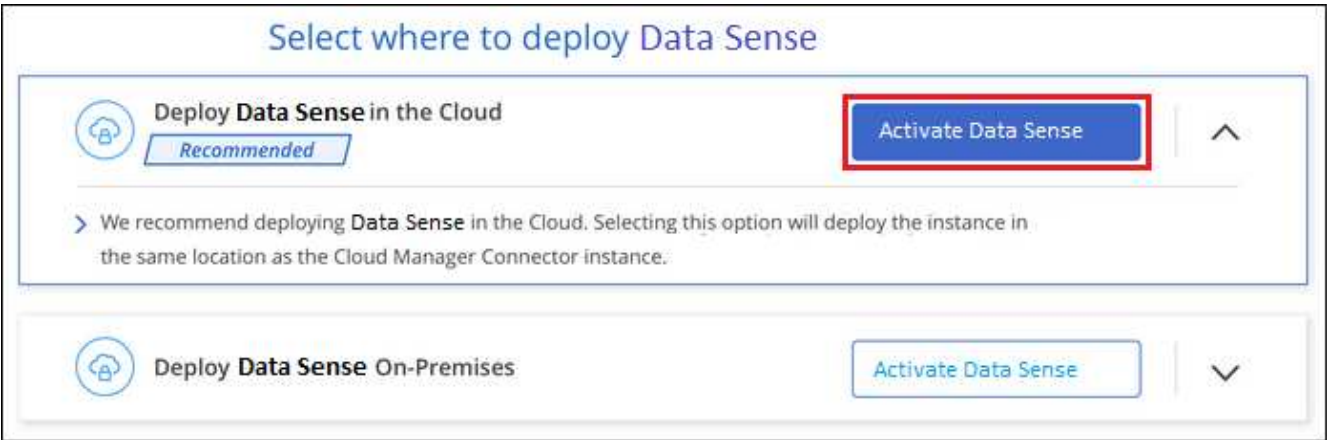 Select where to deploy Data Sense
Deploy Data Sense in the Cloud
Recommended
Activate Data Sense
We recommend deploying Data Sense in the Cloud. Selecting this option will deploy the instance in
the same location as the Cloud Manager Connector instance.
Deploy Data Sense On-Premises
Activate Data Sense